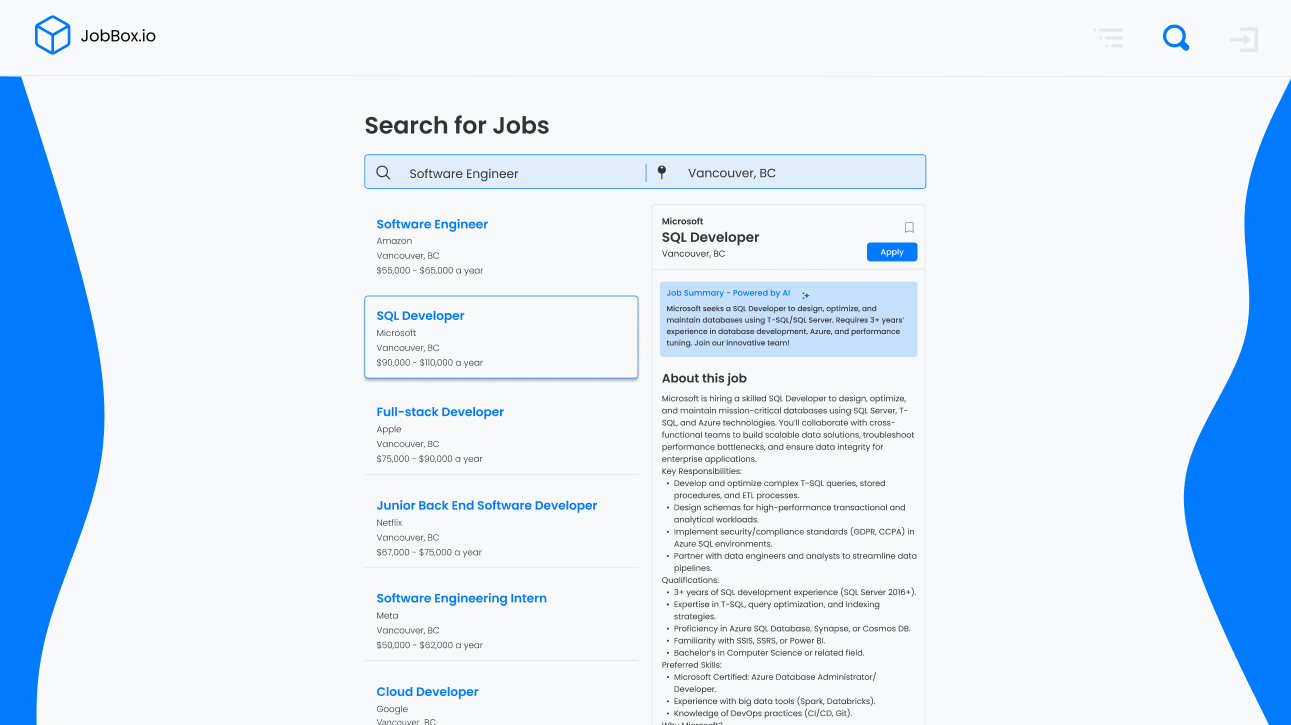 JobBox.io
Search for Jobs
Software Engineer
Vancouver, BC
Software Engineer
Amazon
Vancouver, BC
$55,000 - $65,000 a year
SQL Developer
Microsoft
Vancouver, BC
$90,000 - $110,000 a year
Full-stack Developer
Apple
Vancouver, BC
$75,000 - $90,000 a year
Junior Back End Software Developer
Netflix
Vancouver, BC
$67,000 - $75,000 a year
Software Engineering Intern
Meta
Vancouver, BC
$50,000 - $62,000 a year
Cloud Developer
Google
Vancouver, BC
Microsoft
SQL Developer
Vancouver, BC
Apply
Job Summary - Powered by AI
Microsoft seeks a SQL Developer to design, optimize, and
maintain databases using T-SQL/SQL Server. Requires 3+ years'
experience in database development, Azure, and performance
tuning. Join our innovative team!
About this job
Microsoft is hiring a skilled SQL Developer to design, optimize,
and maintain mission-critical databases using SQL Server, T-
SQL, and Azure technologies. You'll collaborate with cross-
functional teams to build scalable data solutions, troubleshoot
performance bottlenecks, and ensure data integrity for
enterprise applications.
Key Responsibilities:
• Develop and optimize complex T-SQL queries, stored
procedures, and ETL processes.
• Design schemas for high-performance transactional and
analytical workloads.
• Implement security/compliance standards (GDPR, CCPA) in
Azure SQL environments.
• Partner with data engineers and analysts to streamline data
pipelines.
Qualifications:
• 3+ years of SQL development experience (SQL Server 2016+).
• Expertise in T-SQL, query optimization, and indexing
strategies.
• Proficiency in Azure SQL Database, Synapse, or Cosmos DB.
• Familiarity with SSIS, SSRS, or Power BI.
• Bachelor's in Computer Science or related field.
Preferred Skills:
• Microsoft Certified: Azure Database Administrator/
Developer.
• Experience with big data tools (Spark, Databricks).
• Knowledge of DevOps practices (CI/CD, Git).
Why Microsoft?